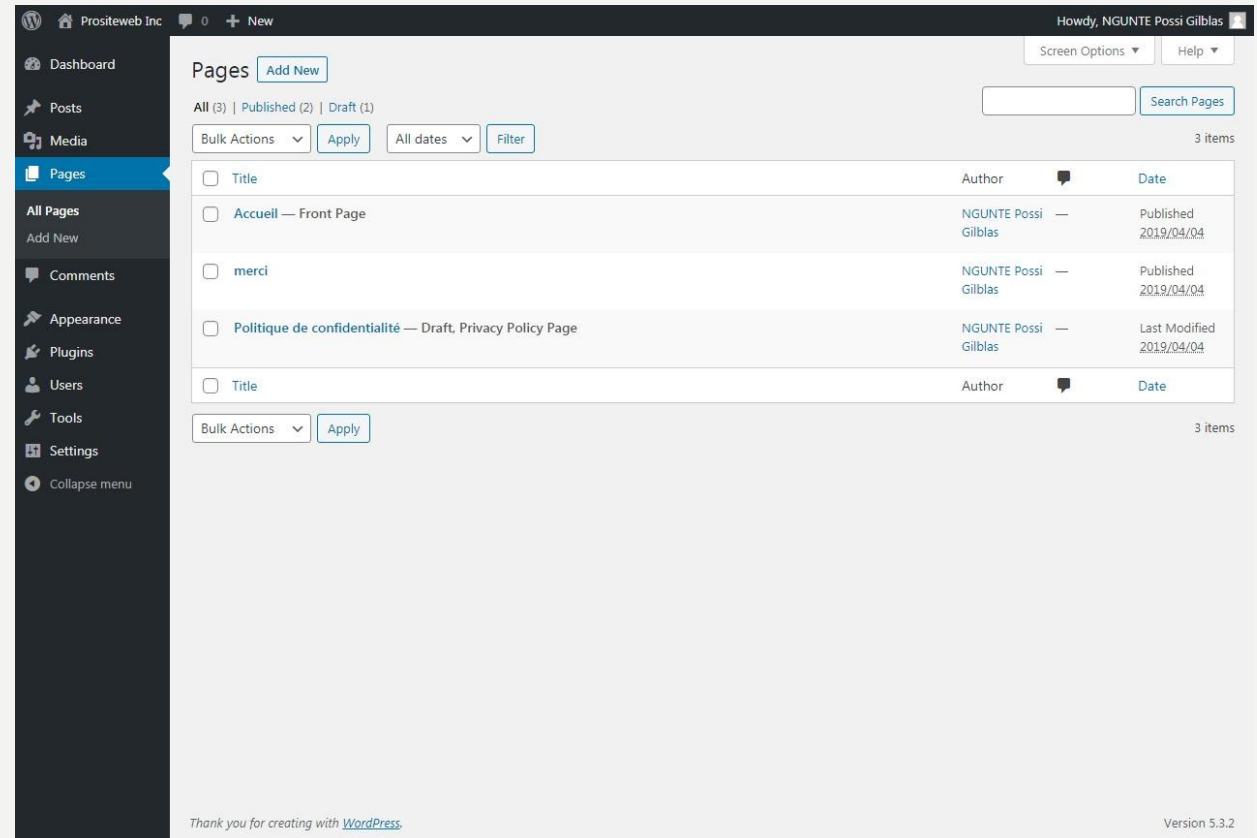 Prositeweb Inc 0 New Howdy, NGUNTE Possi Gilblas
Screen Options Help
Dashboard
Posts
Media
Pages
All Pages
Add New
Comments
Appearance
Plugins
Users
Tools
Settings
Collapse menu
Pages Add New
All (3) | Published (2) | Draft (1)
Search Pages
Bulk Actions Apply All dates Filter 3 items
Title Author Date
Accueil — Front Page NGUNTE Possi — Published
Gilblas 2019/04/04
merci NGUNTE Possi — Published
Gilblas 2019/04/04
Politique de confidentialité — Draft, Privacy Policy Page NGUNTE Possi — Last Modified
Gilblas 2019/04/04
Title Author Date
Bulk Actions Apply 3 items
Thank you for creating with WordPress. Version 5.3.2